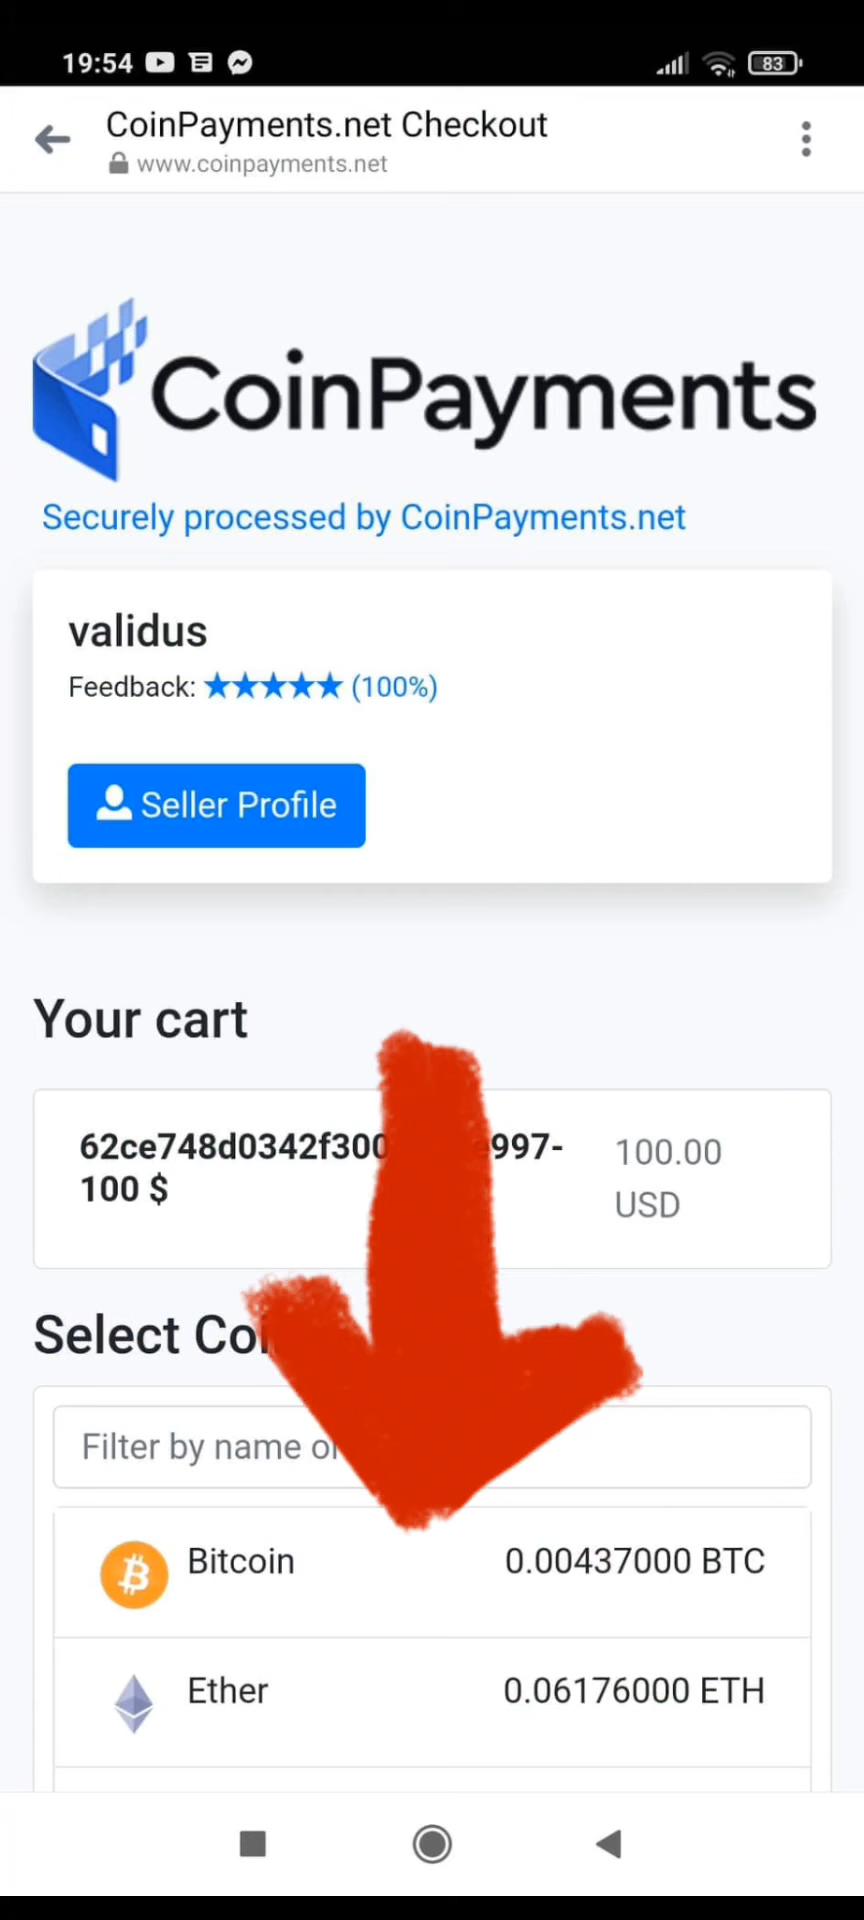 19:54
83
CoinPayments.net Checkout
www.coinpayments.net
CoinPayments
Securely processed by CoinPayments.net
validus
Feedback: ★★★★★ (100%)
Seller Profile
Your cart
62ce748d0342f300 997-
100 $
100.00
USD
Select
Filter by name
Bitcoin 0.00437000 BTC
Ether 0.06176000 ETH